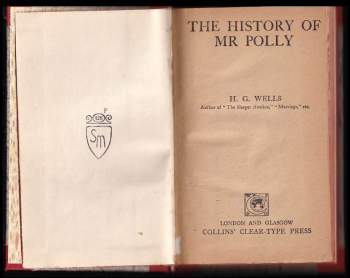 F
SM
THE HISTORY OF
MR POLLY
H. G. WELLS
Author of "The Sleeper Awakes," "Marriage," etc.
LONDON AND GLASGOW
COLLINS' CLEAR-TYPE PRESS